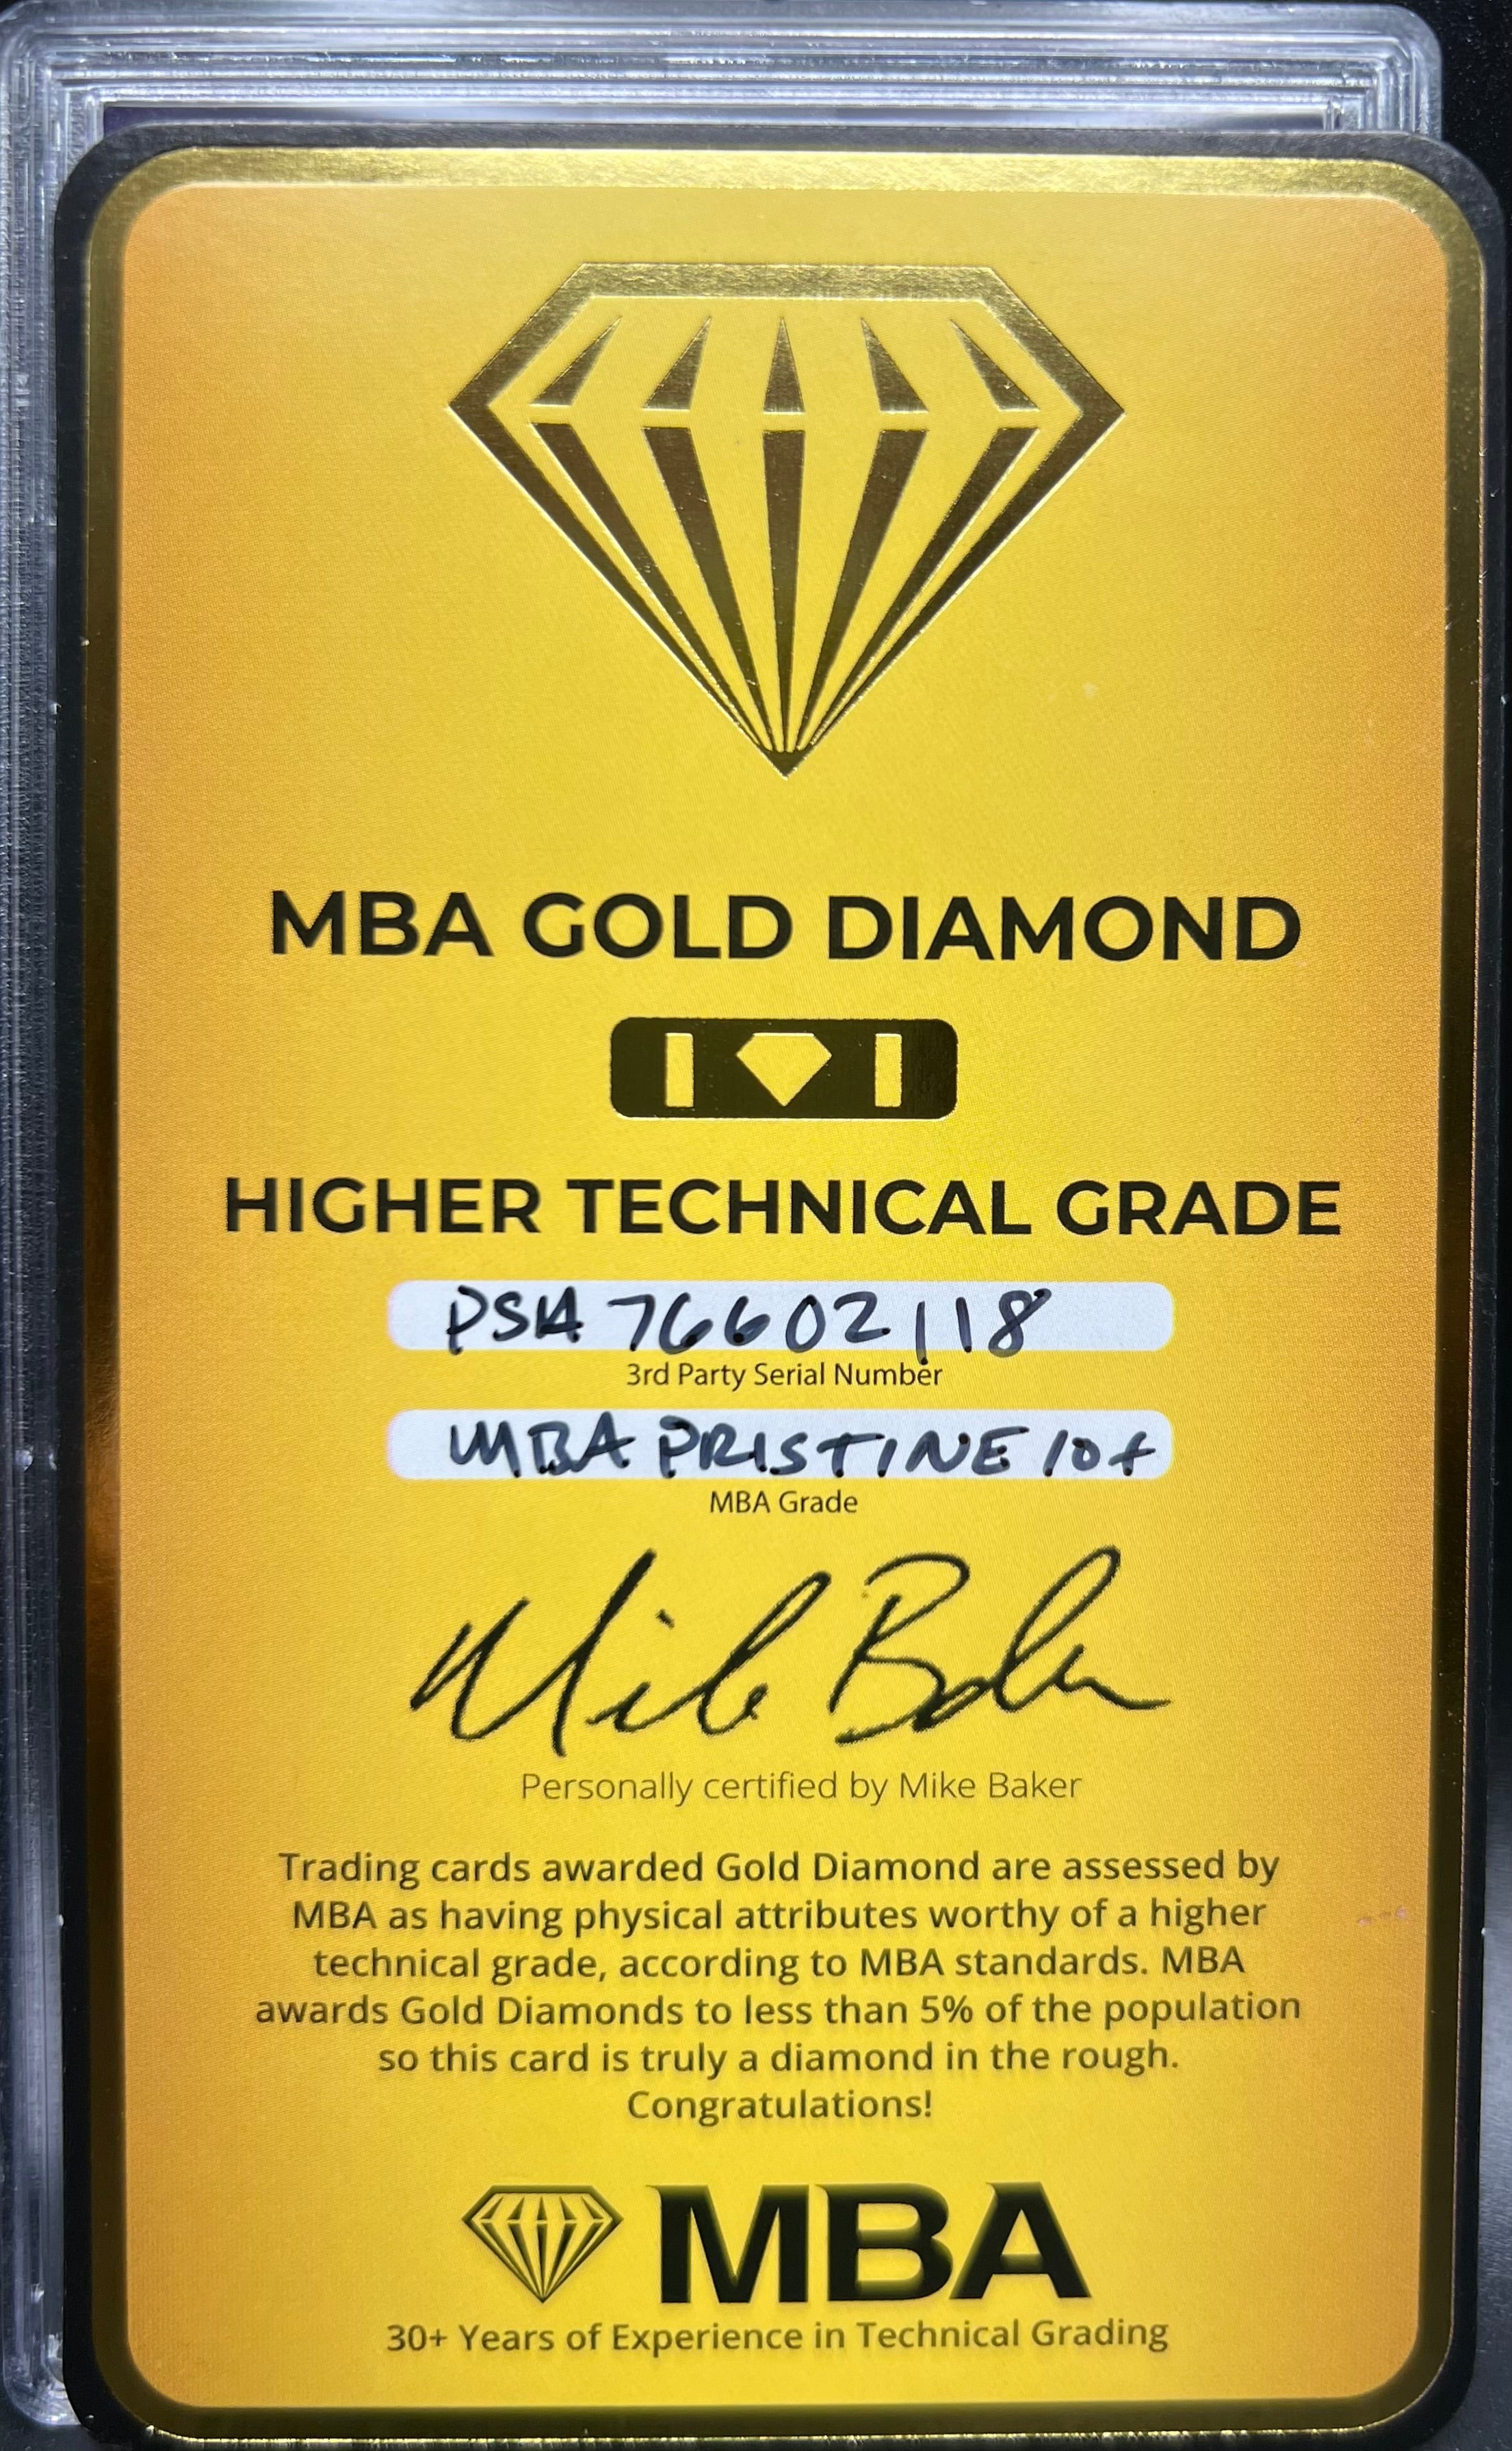 MBA GOLD DIAMOND
HIGHER TECHNICAL GRADE
PSA 76602118
3rd Party Serial Number
MBA PRISTINE 10+
MBA Grade
Mike Baker
Personally certified by Mike Baker
Trading cards awarded Gold Diamond are assessed by
MBA as having physical attributes worthy of a higher
technical grade, according to MBA standards. MBA
awards Gold Diamonds to less than 5% of the population
so this card is truly a diamond in the rough.
Congratulations!
MBA
30+ Years of Experience in Technical Grading